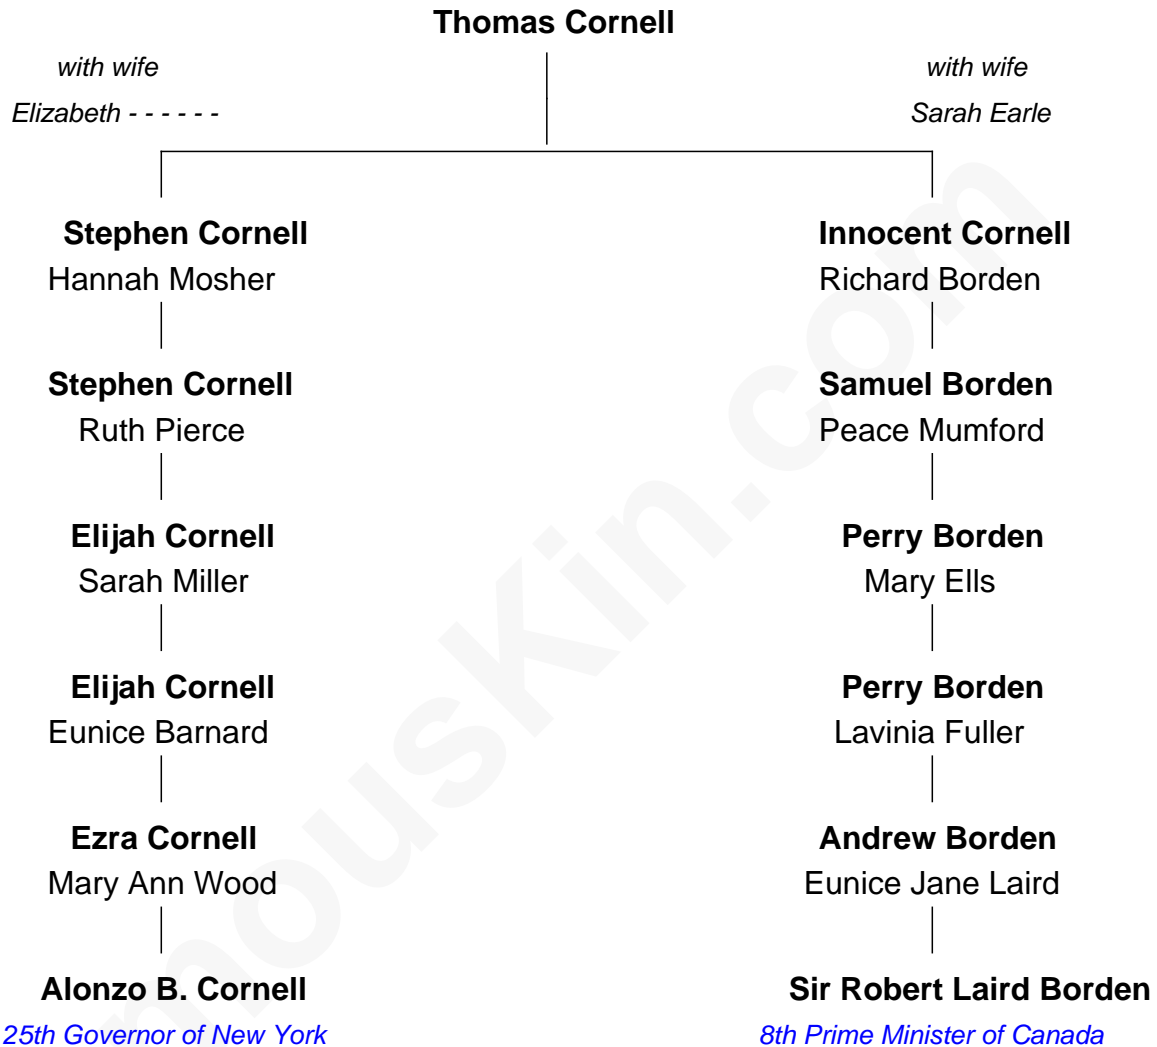 Thomas Cornell
with wife
Elizabeth - - - - - -
with wife
Sarah Earle
Stephen Cornell
Hannah Mosher
Innocent Cornell
Richard Borden
Stephen Cornell
Ruth Pierce
Samuel Borden
Peace Mumford
Elijah Cornell
Sarah Miller
Perry Borden
Mary Ells
Elijah Cornell
Eunice Barnard
Perry Borden
Lavinia Fuller
Ezra Cornell
Mary Ann Wood
Andrew Borden
Eunice Jane Laird
Alonzo B. Cornell
25th Governor of New York
Sir Robert Laird Borden
8th Prime Minister of Canada
mousKin.com